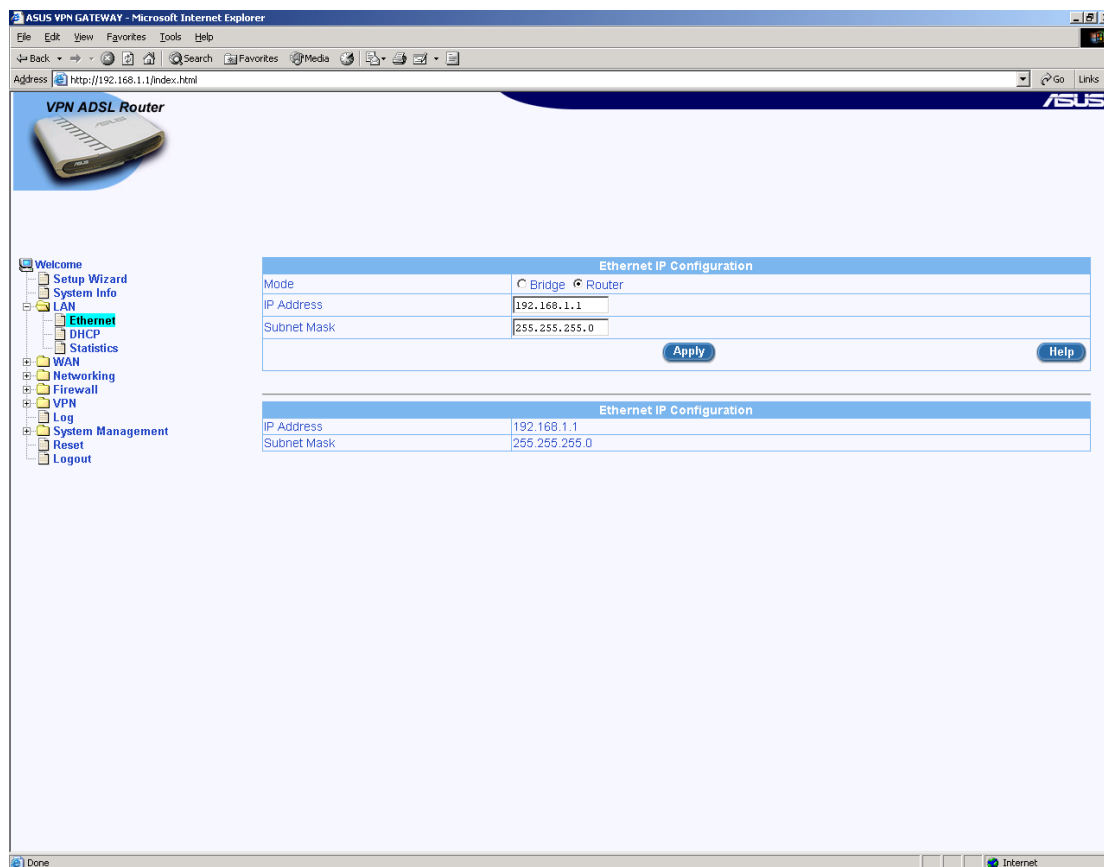 ASUS VPN GATEWAY - Microsoft Internet Explorer
File Edit View Favorites Tools Help
Back Search Favorites Media
Address http://192.168.1.1/index.html Go Links
VPN ADSL Router
ASUS
ASUS
ASUS
Welcome
Setup Wizard
System Info
LAN
Ethernet
DHCP
Statistics
WAN
Networking
Firewall
VPN
Log
System Management
Reset
Logout
Ethernet IP Configuration
Mode Bridge Router
IP Address 192.168.1.1
Subnet Mask 255.255.255.0
Apply Help
Ethernet IP Configuration
IP Address 192.168.1.1
Subnet Mask 255.255.255.0
Done Internet